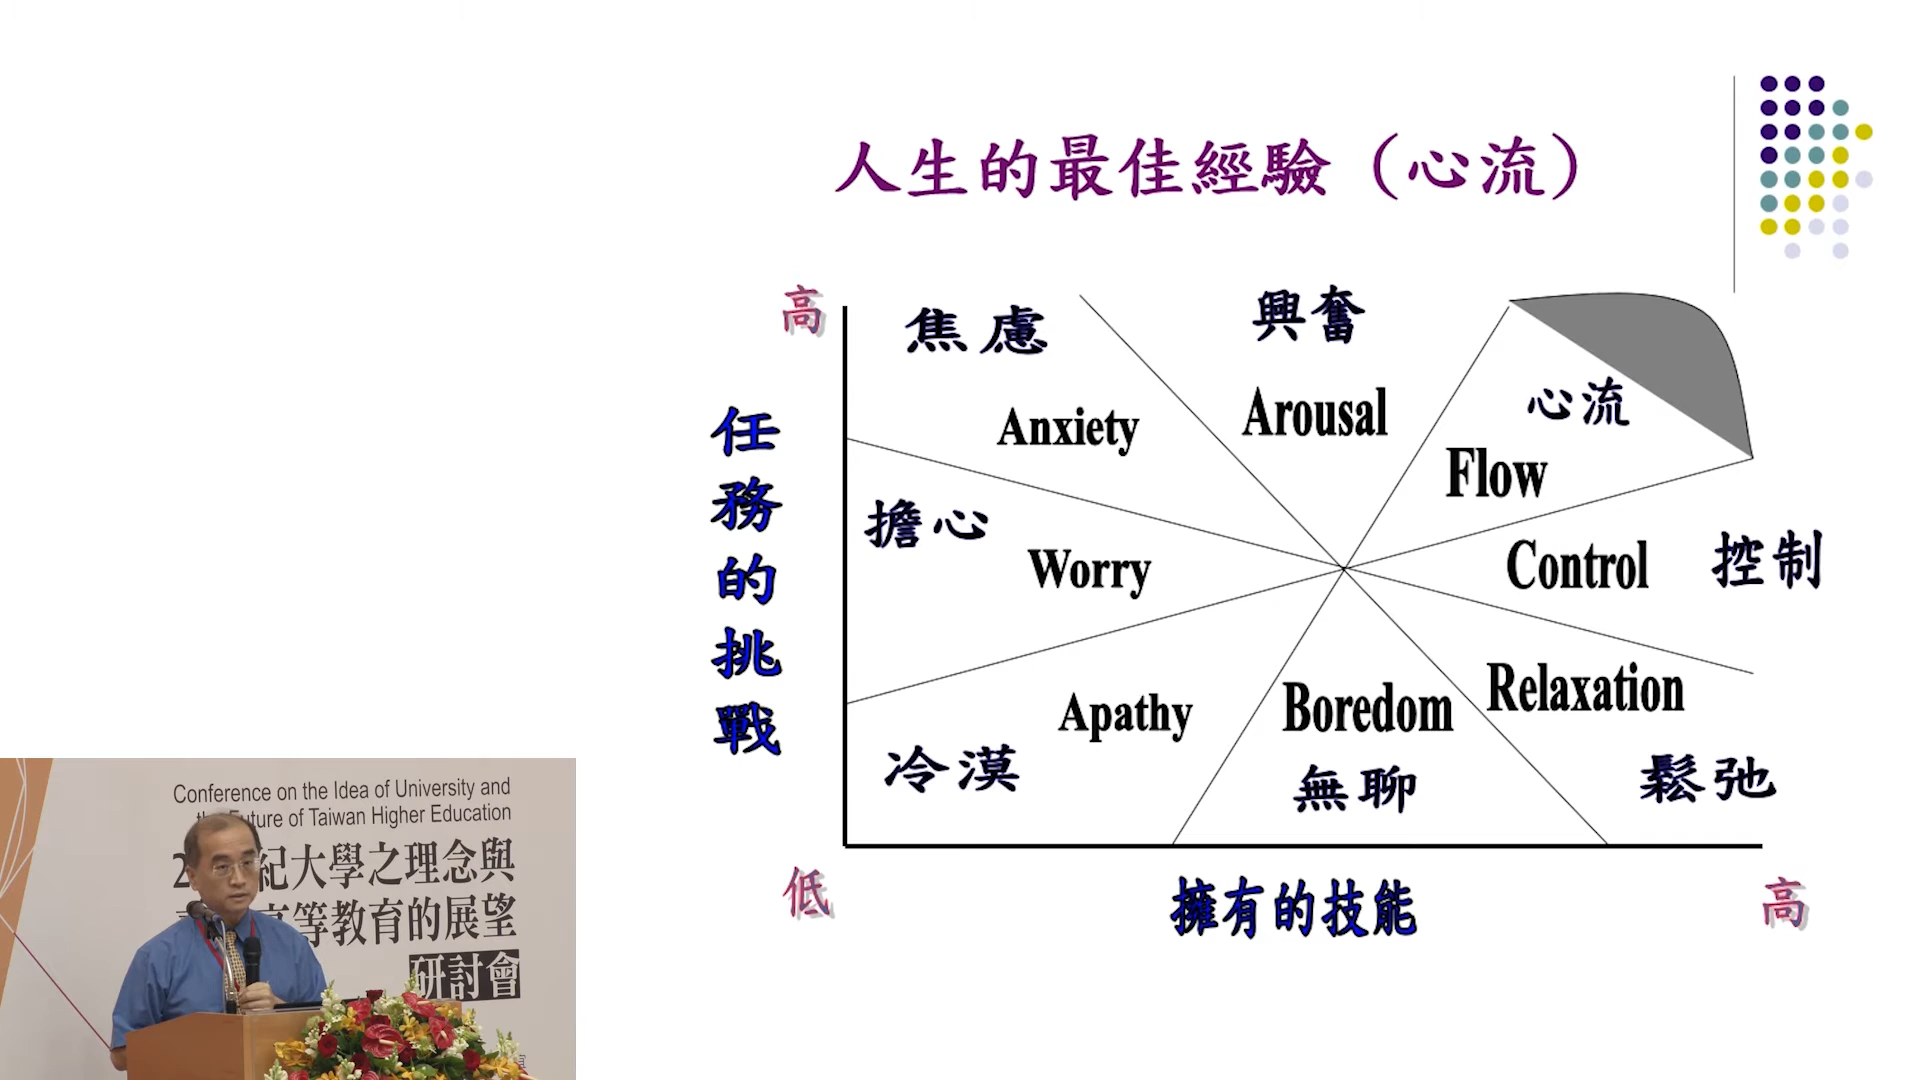 人生的最佳經驗（心流）
高
焦慮
興奮
Anxiety
Arousal
心流
Flow
任務的挑戰
擔心
Worry
Control
控制
Apathy
冷漠
Boredom
無聊
Relaxation
鬆弛
低
擁有的技能
高
Conference on the Idea of University and
Future of Taiwan Higher Education
紀大學之理念與
高等教育的展望
研討會